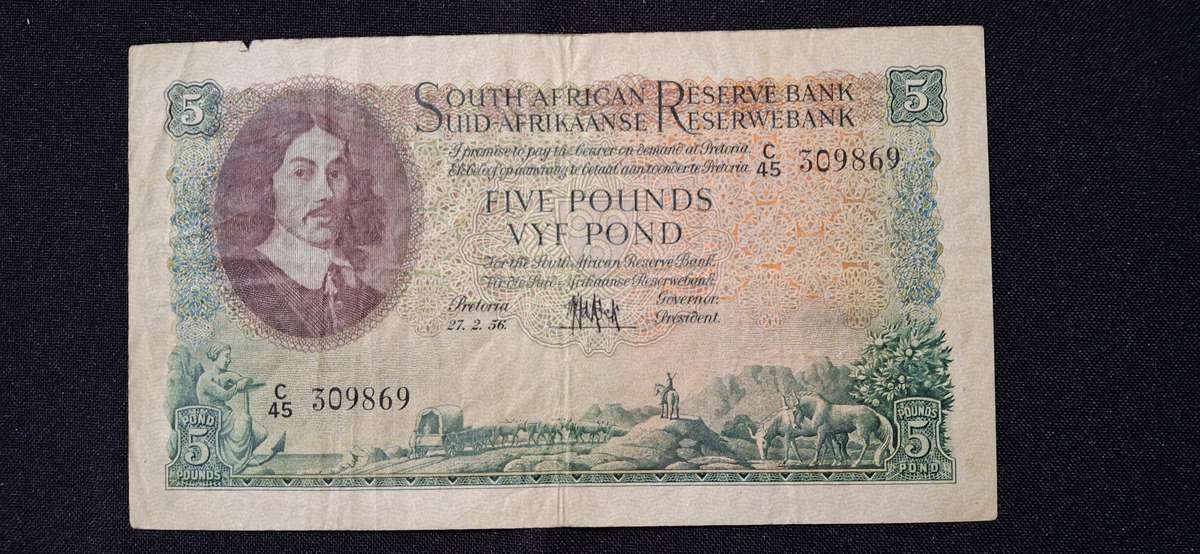 5
5
SOUTH AFRICAN RESERVE BANK
SUID-AFRIKAANSE RESERWEBANK
I promise to pay the bearer on demand at Pretoria.
Ek beloof op aanvraag te betaal aan toonder te Pretoria.
C/45 309869
FIVE POUNDS
VYF POND
For the South African Reserve Bank.
Vir die Suid-Afrikaanse Reserwebank.
Pretoria
27. 2. 56.
Governor.
President.
C/45 309869
POND
5
POUNDS
POUNDS
5
POND